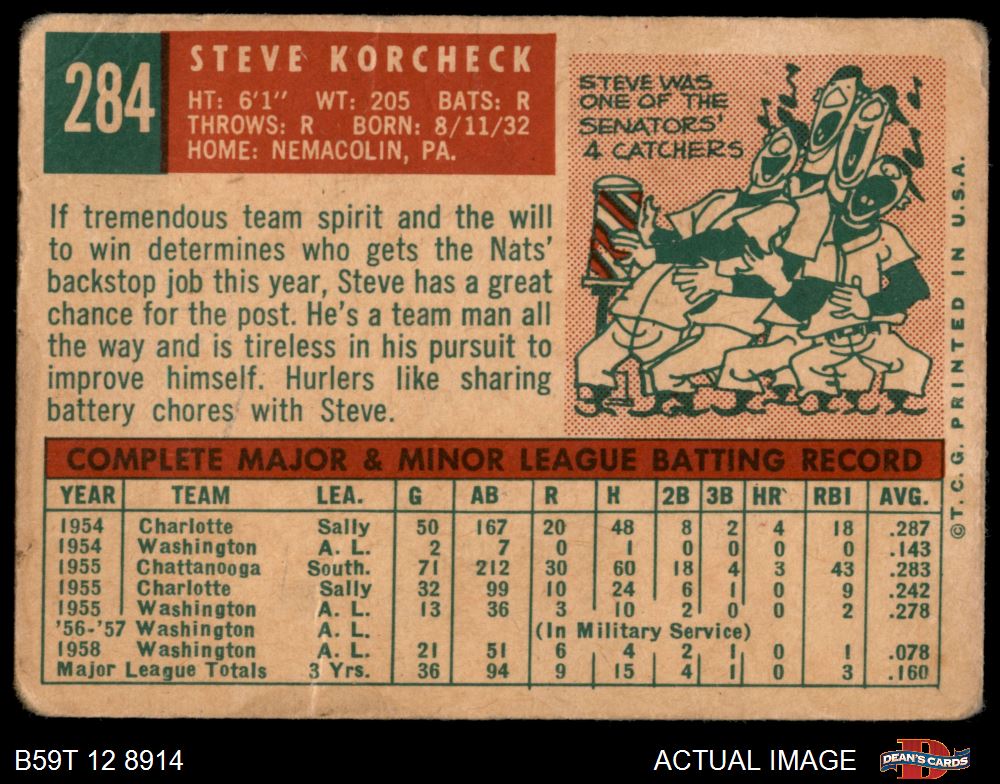 284
STEVE KORCHECK
HT: 6'1" WT: 205 BATS: R
THROWS: R BORN: 8/11/32
HOME: NEMACOLIN, PA.
STEVE WAS
ONE OF THE
SENATORS'
4 CATCHERS
If tremendous team spirit and the will
to win determines who gets the Nats'
backstop job this year, Steve has a great
chance for the post. He's a team man all
the way and is tireless in his pursuit to
improve himself. Hurlers like sharing
battery chores with Steve.
©T. C. G. PRINTED IN U.S.A.
COMPLETE MAJOR & MINOR LEAGUE BATTING RECORD
YEAR TEAM LEA. G AB R H 2B 3B HR RBI AVG.
1954 Charlotte Sally 50 167 20 48 8 2 4 18 .287
1954 Washington A. L. 2 7 0 1 0 0 0 0 .143
1955 Chattanooga South. 71 212 30 60 18 4 3 43 .283
1955 Charlotte Sally 32 99 10 24 6 1 0 9 .242
1955 Washington A. L. 13 36 3 10 2 0 0 2 .278
'56-'57 Washington A. L. (In Military Service)
1958 Washington A. L. 21 51 6 4 2 1 0 1 .078
Major League Totals 3 Yrs. 36 94 9 15 4 1 0 3 .160
B59T 12 8914
ACTUAL IMAGE
DEAN'S CARDS